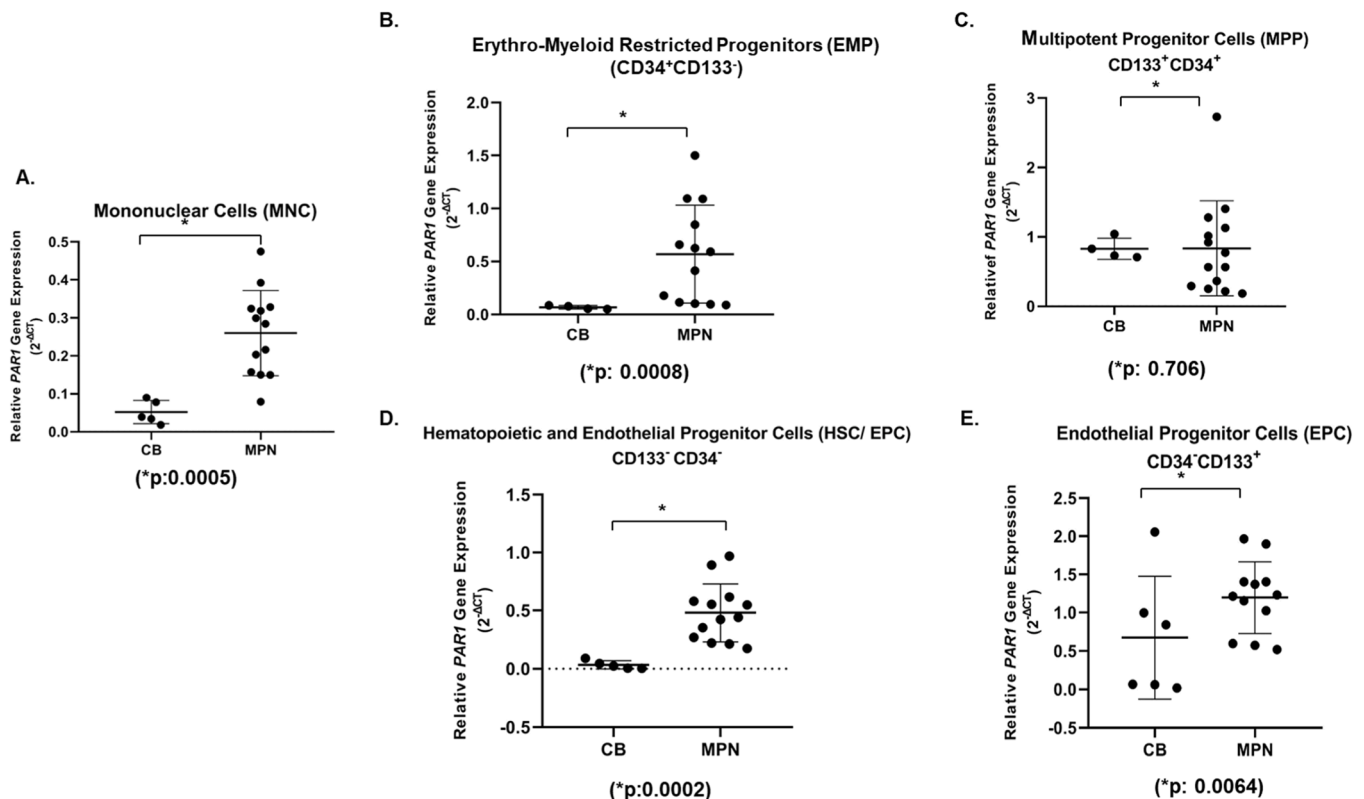 A.
Mononuclear Cells (MNC)
*
Relative PAR1 Gene Expression
(2^-ΔCT)
0.5
0.4
0.3
0.2
0.1
0.0
CB
MPN
(*p:0.0005)
B.
Erythro-Myeloid Restricted Progenitors (EMP)
(CD34⁺CD133⁻)
*
Relative PAR1 Gene Expression
(2^-ΔCT)
2.0
1.5
1.0
0.5
0.0
CB
MPN
(*p: 0.0008)
C.
Multipotent Progenitor Cells (MPP)
CD133⁺CD34⁺
*
Relativef PAR1 Gene Expression
(2^-ΔCT)
3
2
1
0
CB
MPN
(*p: 0.706)
D.
Hematopoietic and Endothelial Progenitor Cells (HSC/ EPC)
CD133⁻ CD34⁻
*
Relative PAR1 Gene Expression
(2^-ΔCT)
1.5
1.0
0.5
0.0
-0.5
CB
MPN
(*p:0.0002)
E.
Endothelial Progenitor Cells (EPC)
CD34⁻CD133⁺
*
Relative PAR1 Gene Expression
(2^-ΔCT)
2.5
2.0
1.5
1.0
0.5
0.0
-0.5
CB
MPN
(*p: 0.0064)